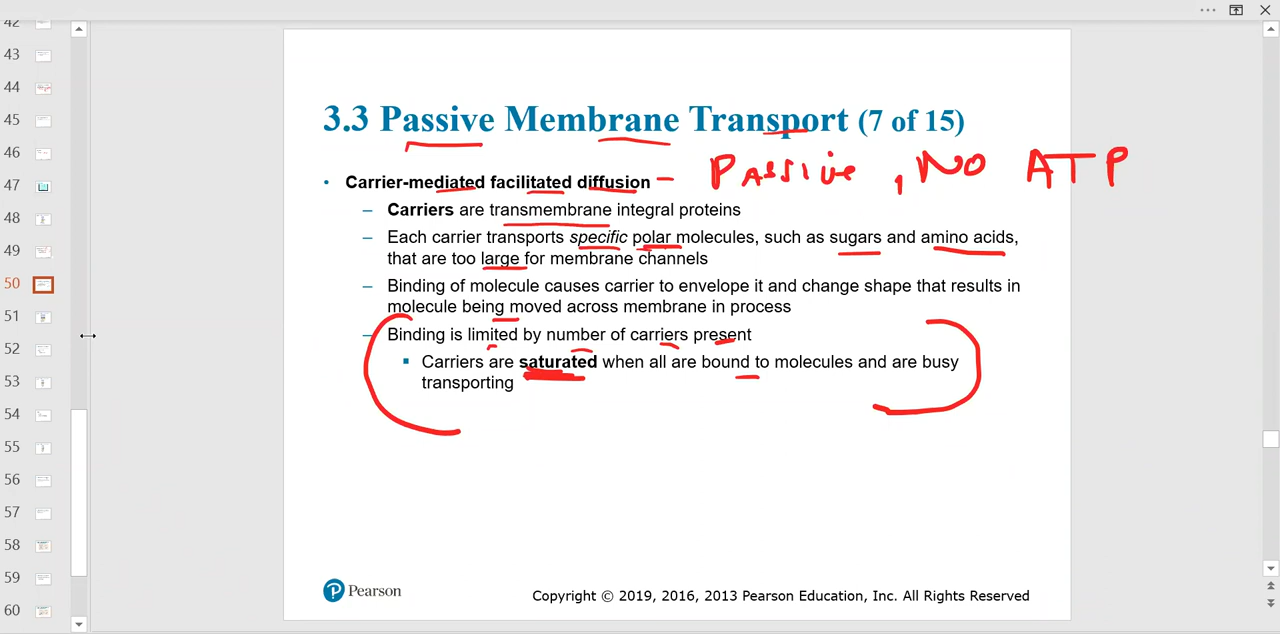 42
43
44
45
46
47
48
49
50
51
52
53
54
55
56
57
58
59
60
3.3 Passive Membrane Transport (7 of 15)
Passive, NO ATP
• Carrier-mediated facilitated diffusion –
– Carriers are transmembrane integral proteins
– Each carrier transports specific polar molecules, such as sugars and amino acids,
that are too large for membrane channels
– Binding of molecule causes carrier to envelope it and change shape that results in
molecule being moved across membrane in process
– Binding is limited by number of carriers present
▪ Carriers are saturated when all are bound to molecules and are busy
transporting
P Pearson
Copyright © 2019, 2016, 2013 Pearson Education, Inc. All Rights Reserved